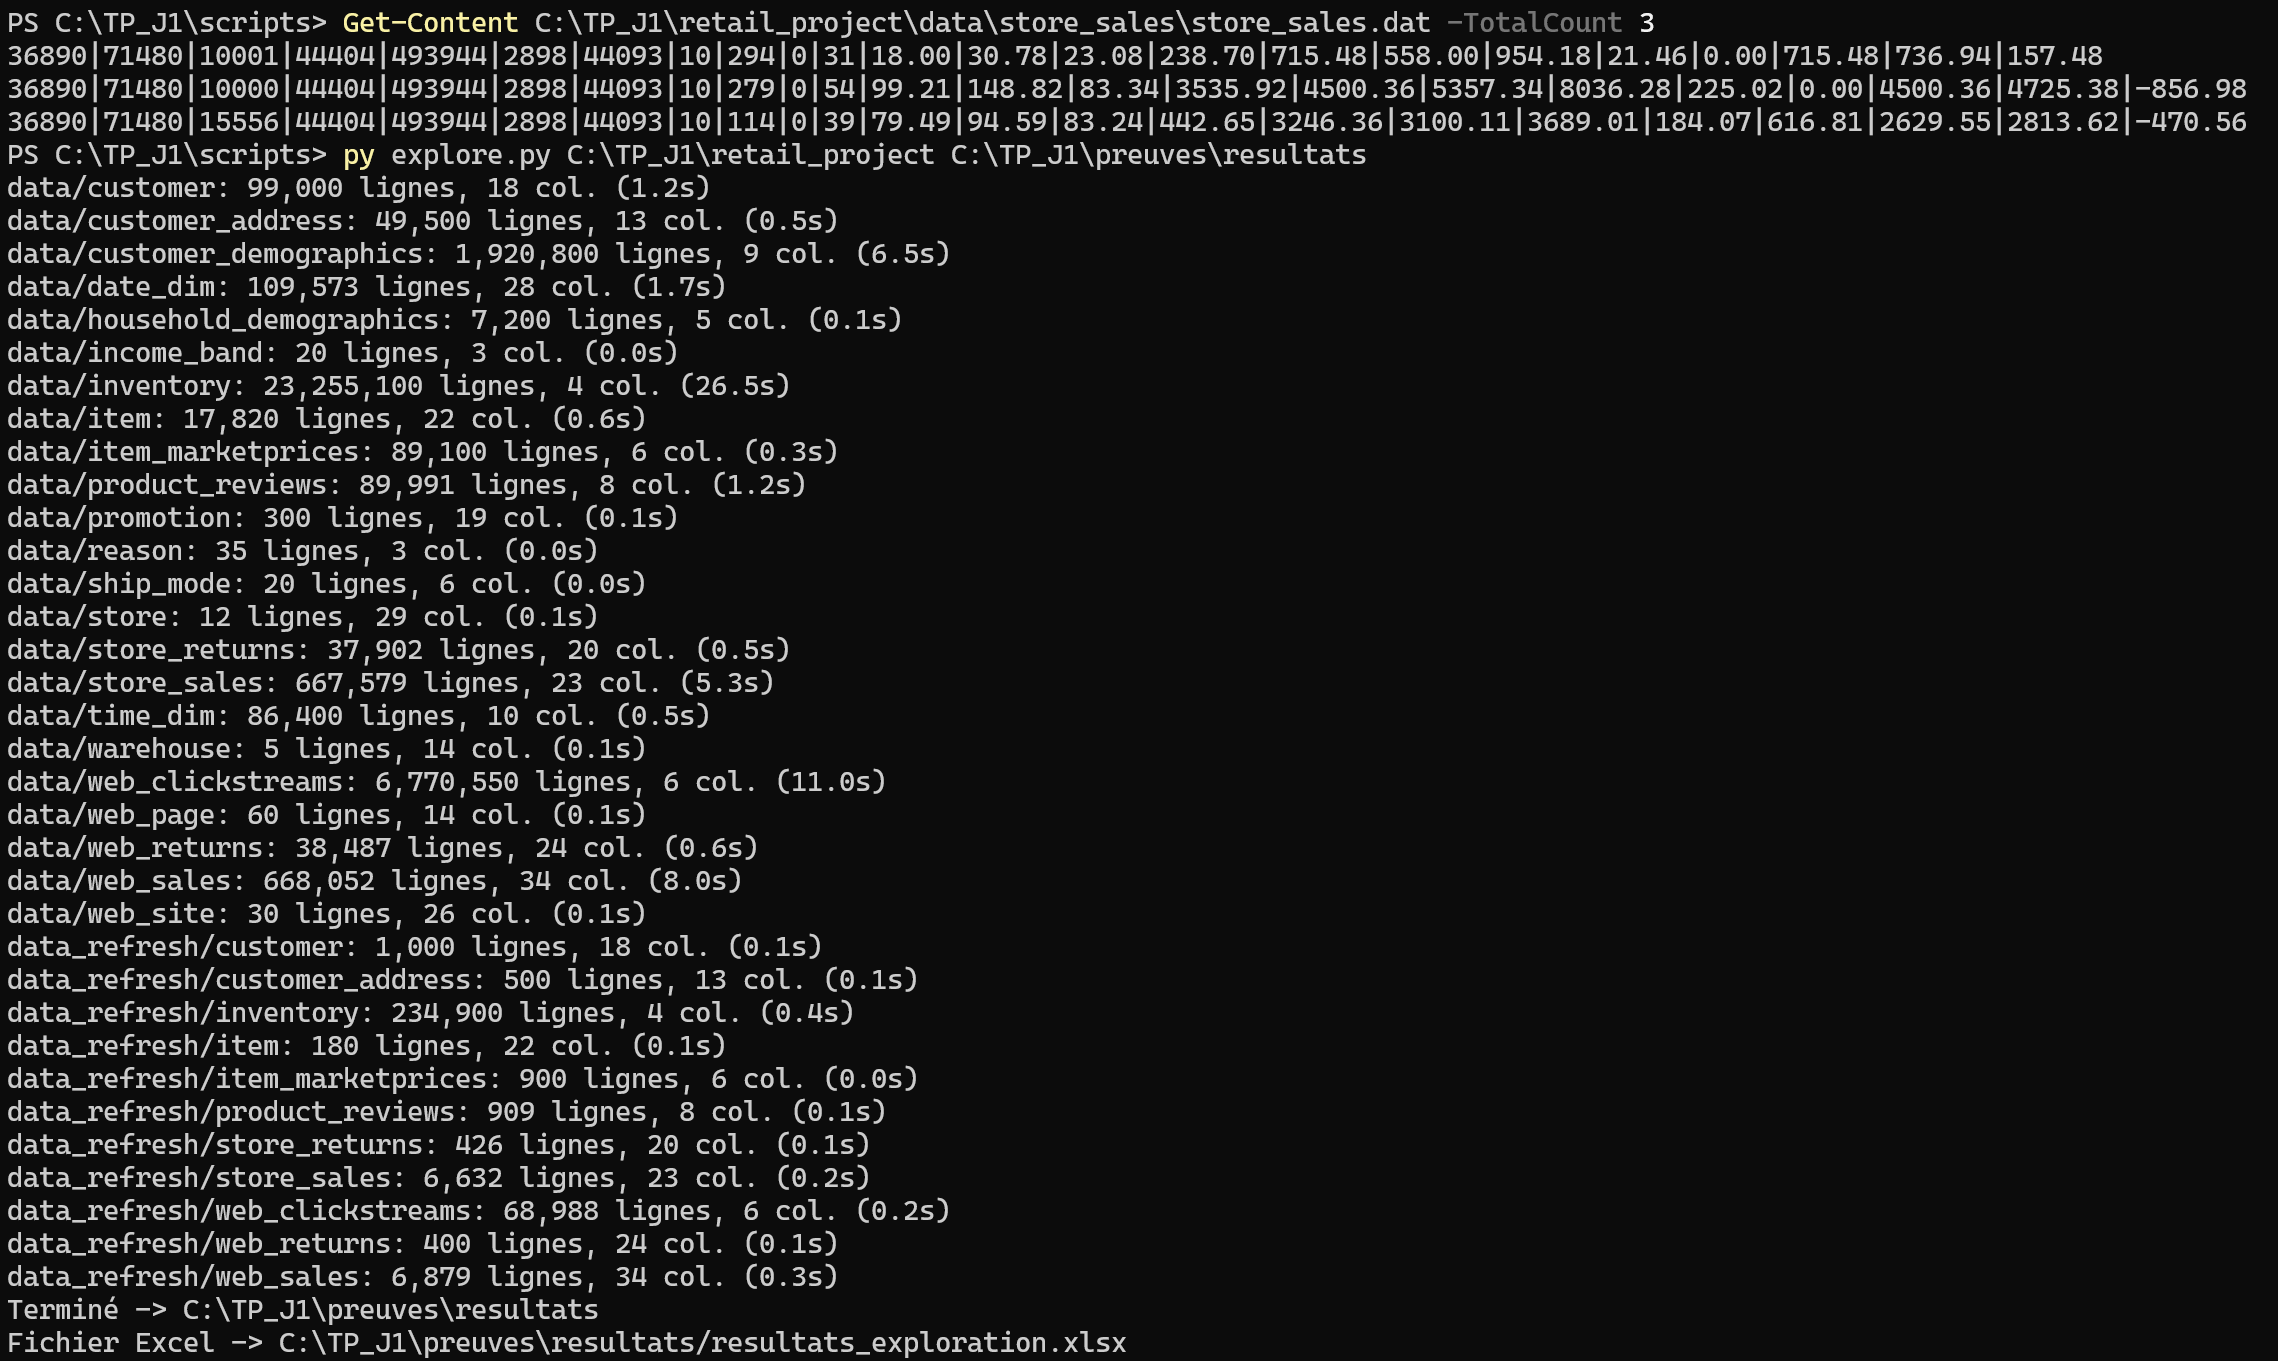 PS C:\TP_J1\scripts> Get-Content C:\TP_J1\retail_project\data\store_sales\store_sales.dat -TotalCount 3
36890|71480|10001|44404|493944|2898|44093|10|294|0|31|18.00|30.78|23.08|238.70|715.48|558.00|954.18|21.46|0.00|715.48|736.94|157.48
36890|71480|10000|44404|493944|2898|44093|10|279|0|54|99.21|148.82|83.34|3535.92|4500.36|5357.34|8036.28|225.02|0.00|4500.36|4725.38|-856.98
36890|71480|15556|44404|493944|2898|44093|10|114|0|39|79.49|94.59|83.24|442.65|3246.36|3100.11|3689.01|184.07|616.81|2629.55|2813.62|-470.56
PS C:\TP_J1\scripts> py explore.py C:\TP_J1\retail_project C:\TP_J1\preuves\resultats
data/customer: 99,000 lignes, 18 col. (1.2s)
data/customer_address: 49,500 lignes, 13 col. (0.5s)
data/customer_demographics: 1,920,800 lignes, 9 col. (6.5s)
data/date_dim: 109,573 lignes, 28 col. (1.7s)
data/household_demographics: 7,200 lignes, 5 col. (0.1s)
data/income_band: 20 lignes, 3 col. (0.0s)
data/inventory: 23,255,100 lignes, 4 col. (26.5s)
data/item: 17,820 lignes, 22 col. (0.6s)
data/item_marketprices: 89,100 lignes, 6 col. (0.3s)
data/product_reviews: 89,991 lignes, 8 col. (1.2s)
data/promotion: 300 lignes, 19 col. (0.1s)
data/reason: 35 lignes, 3 col. (0.0s)
data/ship_mode: 20 lignes, 6 col. (0.0s)
data/store: 12 lignes, 29 col. (0.1s)
data/store_returns: 37,902 lignes, 20 col. (0.5s)
data/store_sales: 667,579 lignes, 23 col. (5.3s)
data/time_dim: 86,400 lignes, 10 col. (0.5s)
data/warehouse: 5 lignes, 14 col. (0.1s)
data/web_clickstreams: 6,770,550 lignes, 6 col. (11.0s)
data/web_page: 60 lignes, 14 col. (0.1s)
data/web_returns: 38,487 lignes, 24 col. (0.6s)
data/web_sales: 668,052 lignes, 34 col. (8.0s)
data/web_site: 30 lignes, 26 col. (0.1s)
data_refresh/customer: 1,000 lignes, 18 col. (0.1s)
data_refresh/customer_address: 500 lignes, 13 col. (0.1s)
data_refresh/inventory: 234,900 lignes, 4 col. (0.4s)
data_refresh/item: 180 lignes, 22 col. (0.1s)
data_refresh/item_marketprices: 900 lignes, 6 col. (0.0s)
data_refresh/product_reviews: 909 lignes, 8 col. (0.1s)
data_refresh/store_returns: 426 lignes, 20 col. (0.1s)
data_refresh/store_sales: 6,632 lignes, 23 col. (0.2s)
data_refresh/web_clickstreams: 68,988 lignes, 6 col. (0.2s)
data_refresh/web_returns: 400 lignes, 24 col. (0.1s)
data_refresh/web_sales: 6,879 lignes, 34 col. (0.3s)
Terminé -> C:\TP_J1\preuves\resultats
Fichier Excel -> C:\TP_J1\preuves\resultats/resultats_exploration.xlsx